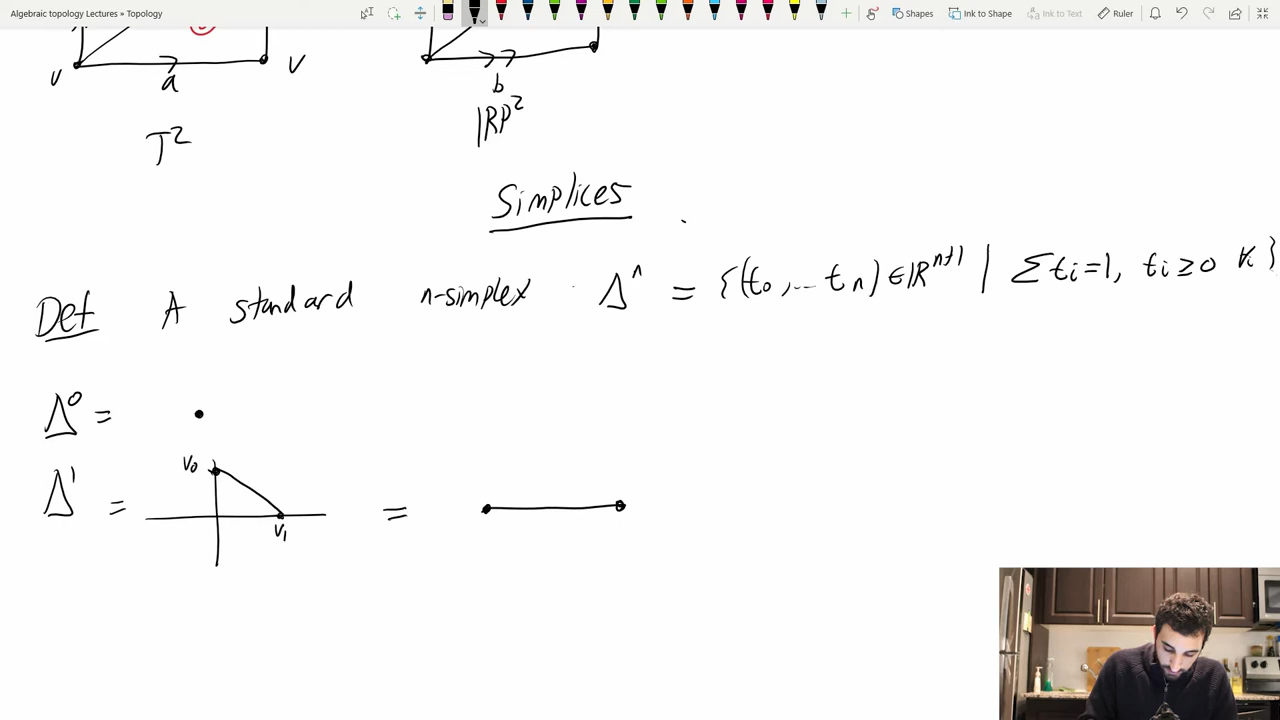 Algebraic topology Lectures » Topology
Shapes Ink to Shape Ink to Text Ruler
v a v
b
T²
|RP²
Simplices
Def A standard n-simplex Δⁿ = {(t₀,...tₙ) ∈ |Rⁿ⁺¹ | Σtᵢ=1, tᵢ≥0 ∀i}
Δ⁰ =
v₀
Δ¹ = =
v₁